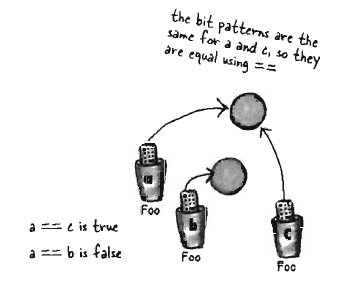 the bit patterns are the
same for a and c, so they
are equal using ==
a
Foo
b
Foo
c
Foo
a == c is true
a == b is false